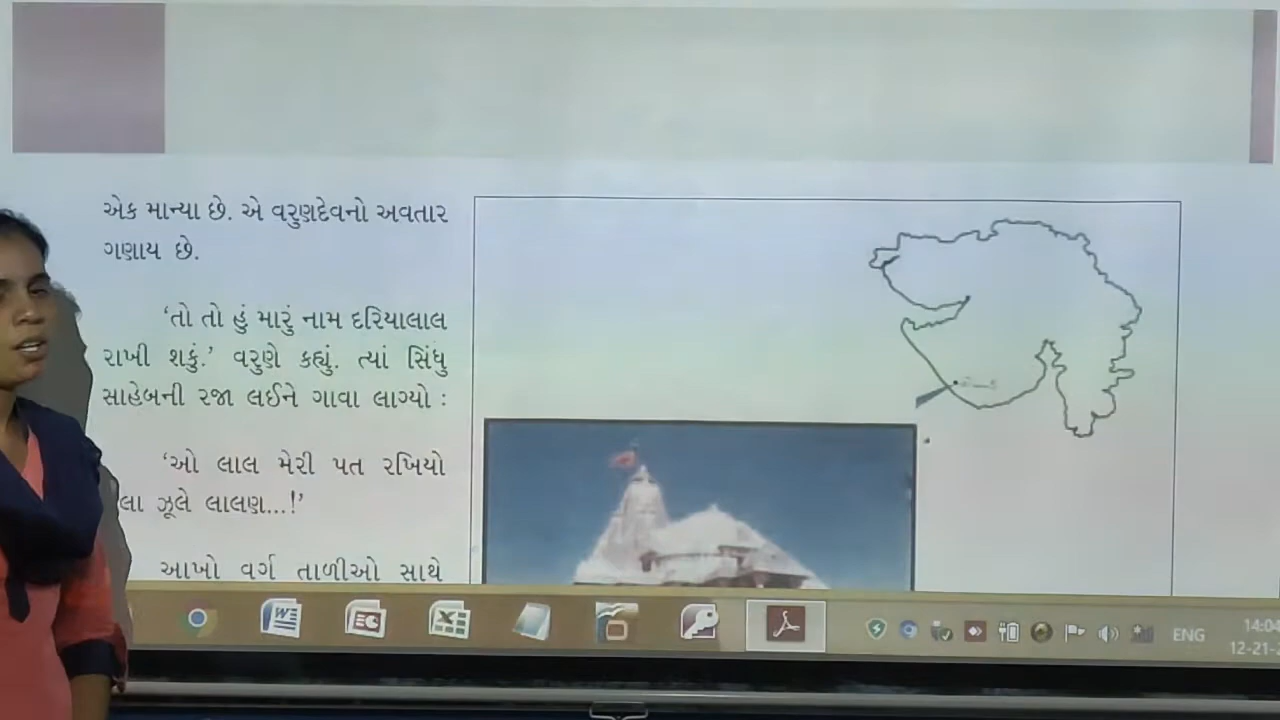 એક માન્યા છે. એ વરુણદેવનો અવતાર
ગણાય છે.
‘તો તો હું મારું નામ દરિયાલાલ
રાખી શકું.’ વરુણે કહ્યું. ત્યાં સિંધુ
સાહેબની રજા લઈને ગાવા લાગ્યો :
‘ઓ લાલ મેરી પત રખિયો
લા ઝૂલે લાલણ...!’
આખો વર્ગ તાળીઓ સાથે
ENG
14:04
12-21-2